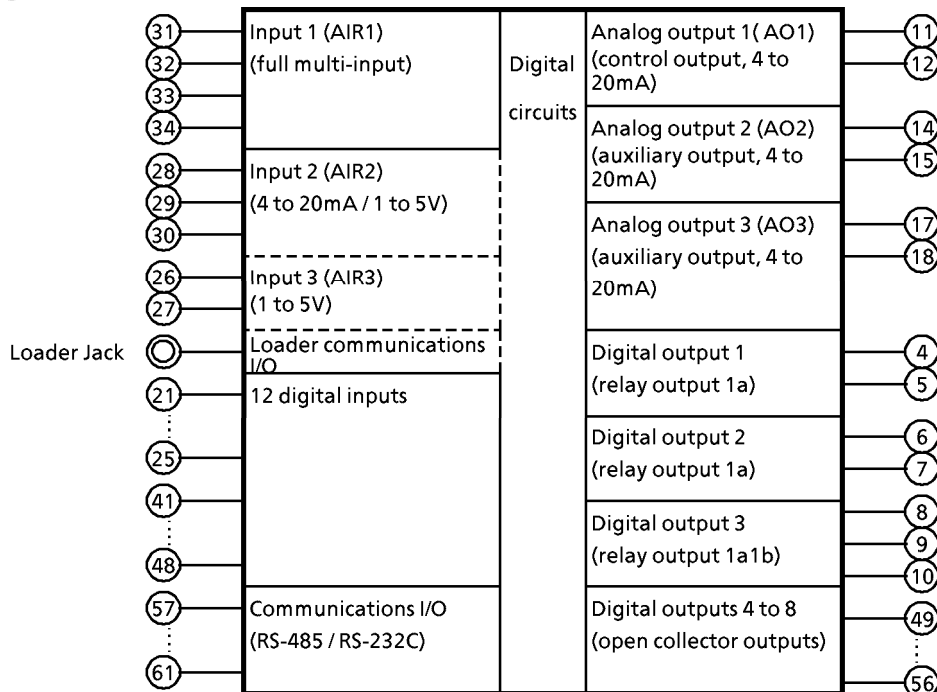 31
32
33
34
Input 1 (AIR1)
(full multi-input)
28
29
30
Input 2 (AIR2)
(4 to 20mA / 1 to 5V)
26
27
Input 3 (AIR3)
(1 to 5V)
Loader Jack
Loader communications
I/O
21
25
41
48
12 digital inputs
57
61
Communications I/O
(RS-485 / RS-232C)
Digital
circuits
Analog output 1( AO1)
(control output, 4 to
20mA)
11
12
Analog output 2 (AO2)
(auxiliary output, 4 to
20mA)
14
15
Analog output 3 (AO3)
(auxiliary output, 4 to
20mA)
17
18
Digital output 1
(relay output 1a)
4
5
Digital output 2
(relay output 1a)
6
7
Digital output 3
(relay output 1a1b)
8
9
10
Digital outputs 4 to 8
(open collector outputs)
49
56